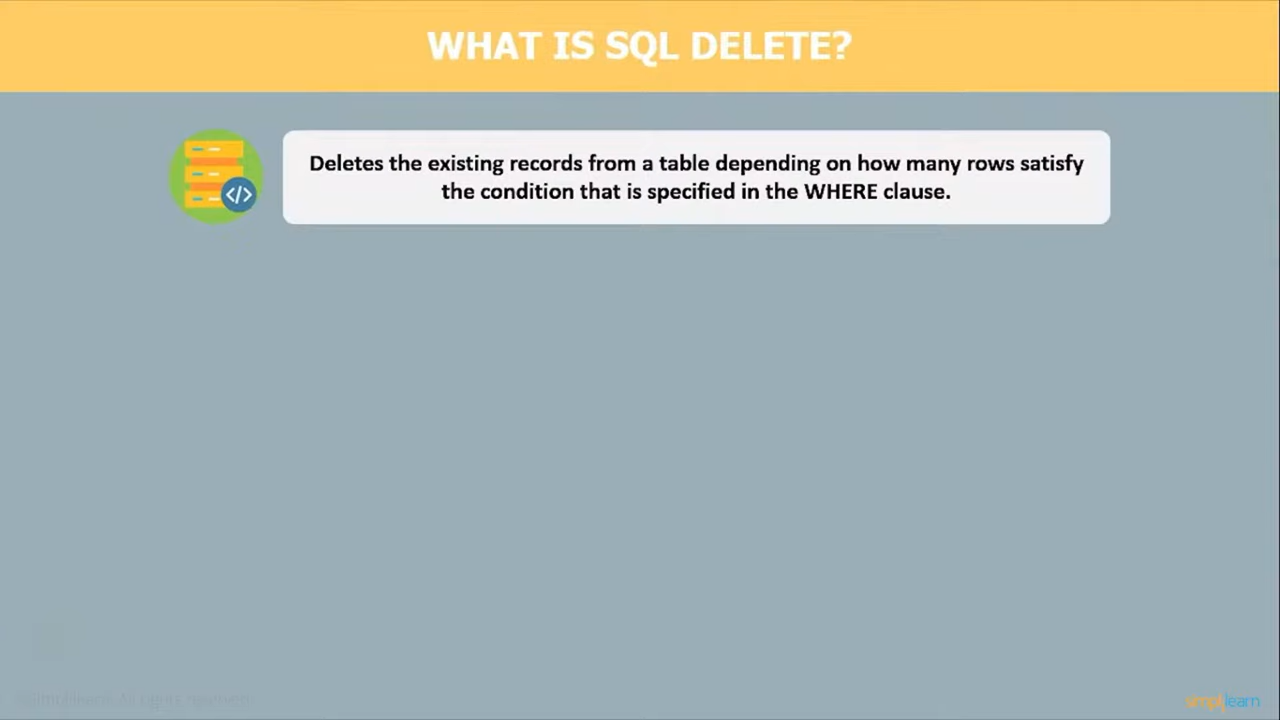 WHAT IS SQL DELETE?
Deletes the existing records from a table depending on how many rows satisfy
the condition that is specified in the WHERE clause.
</>
simplilearn